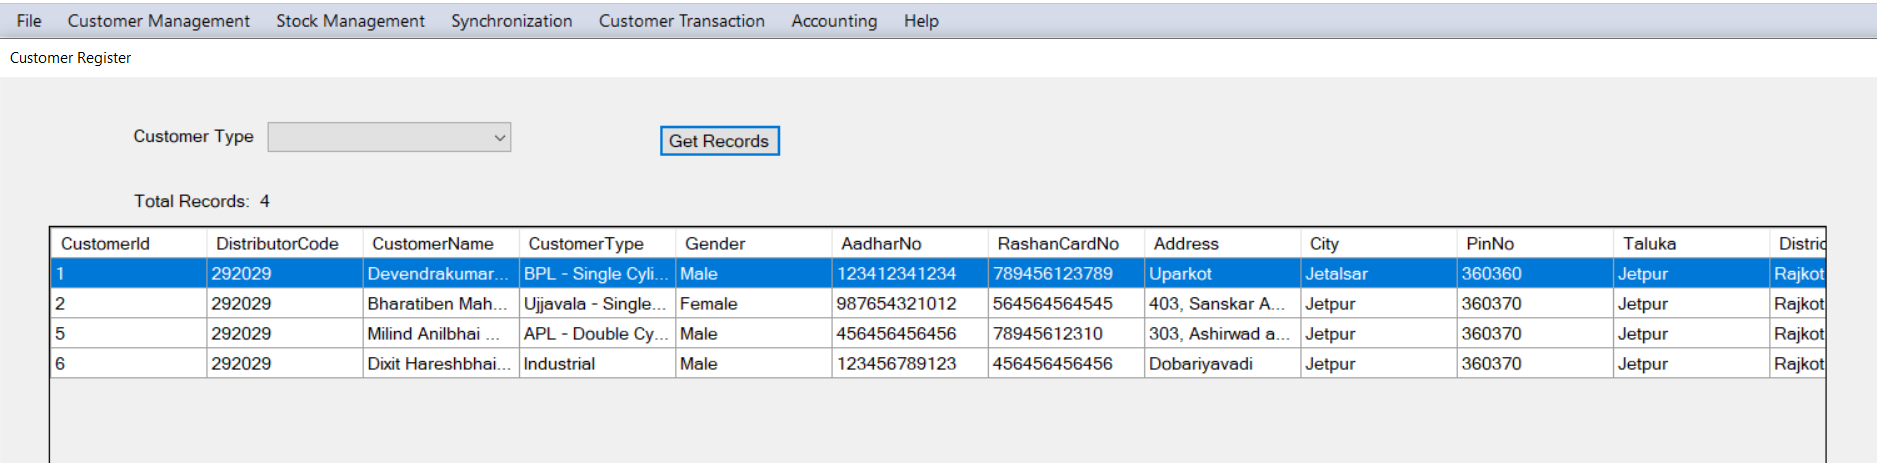 File Customer Management Stock Management Synchronization Customer Transaction Accounting Help
Customer Register
Customer Type Get Records
Total Records: 4
CustomerId DistributorCode CustomerName CustomerType Gender AadharNo RashanCardNo Address City PinNo Taluka Distric
1 292029 Devendrakumar... BPL - Single Cyli... Male 123412341234 789456123789 Uparkot Jetalsar 360360 Jetpur Rajkot
2 292029 Bharatiben Mah... Ujjavala - Single... Female 987654321012 564564564545 403, Sanskar A... Jetpur 360370 Jetpur Rajkot
5 292029 Milind Anilbhai ... APL - Double Cy... Male 456456456456 78945612310 303, Ashirwad a... Jetpur 360370 Jetpur Rajkot
6 292029 Dixit Hareshbhai... Industrial Male 123456789123 456456456456 Dobariyavadi Jetpur 360370 Jetpur Rajkot